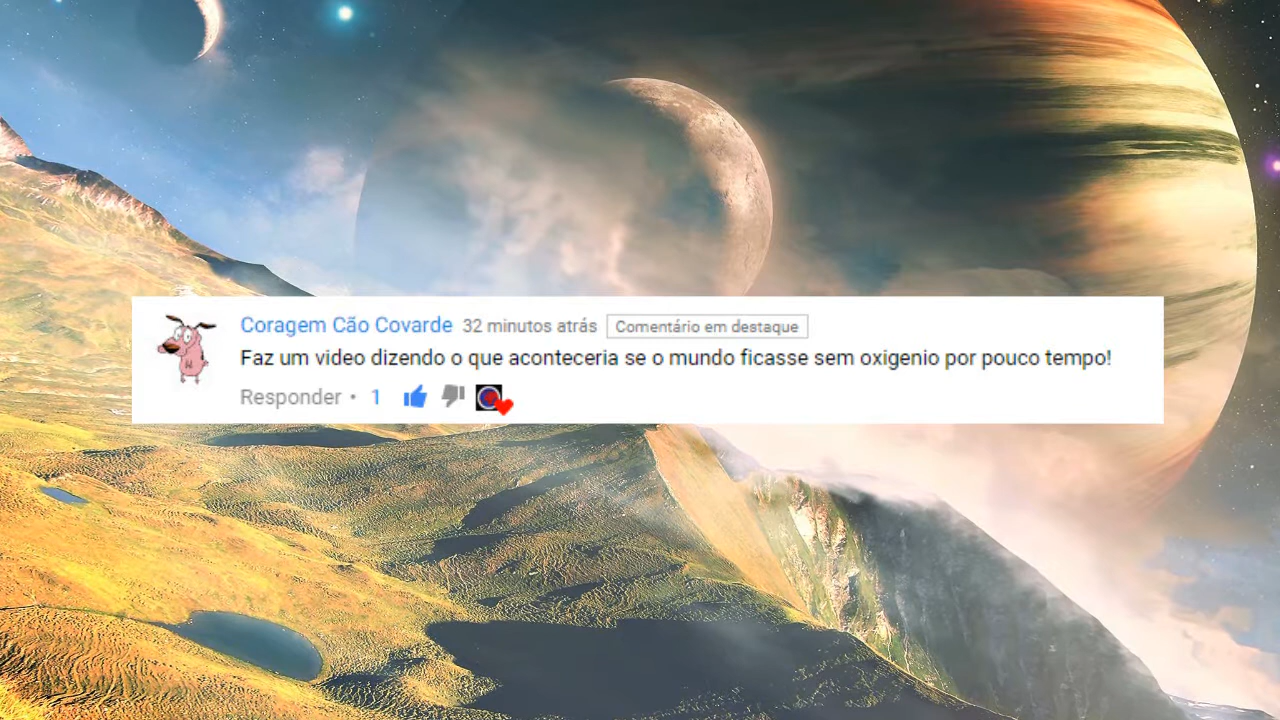 Coragem Cão Covarde 32 minutos atrás Comentário em destaque
Faz um video dizendo o que aconteceria se o mundo ficasse sem oxigenio por pouco tempo!
Responder • 1